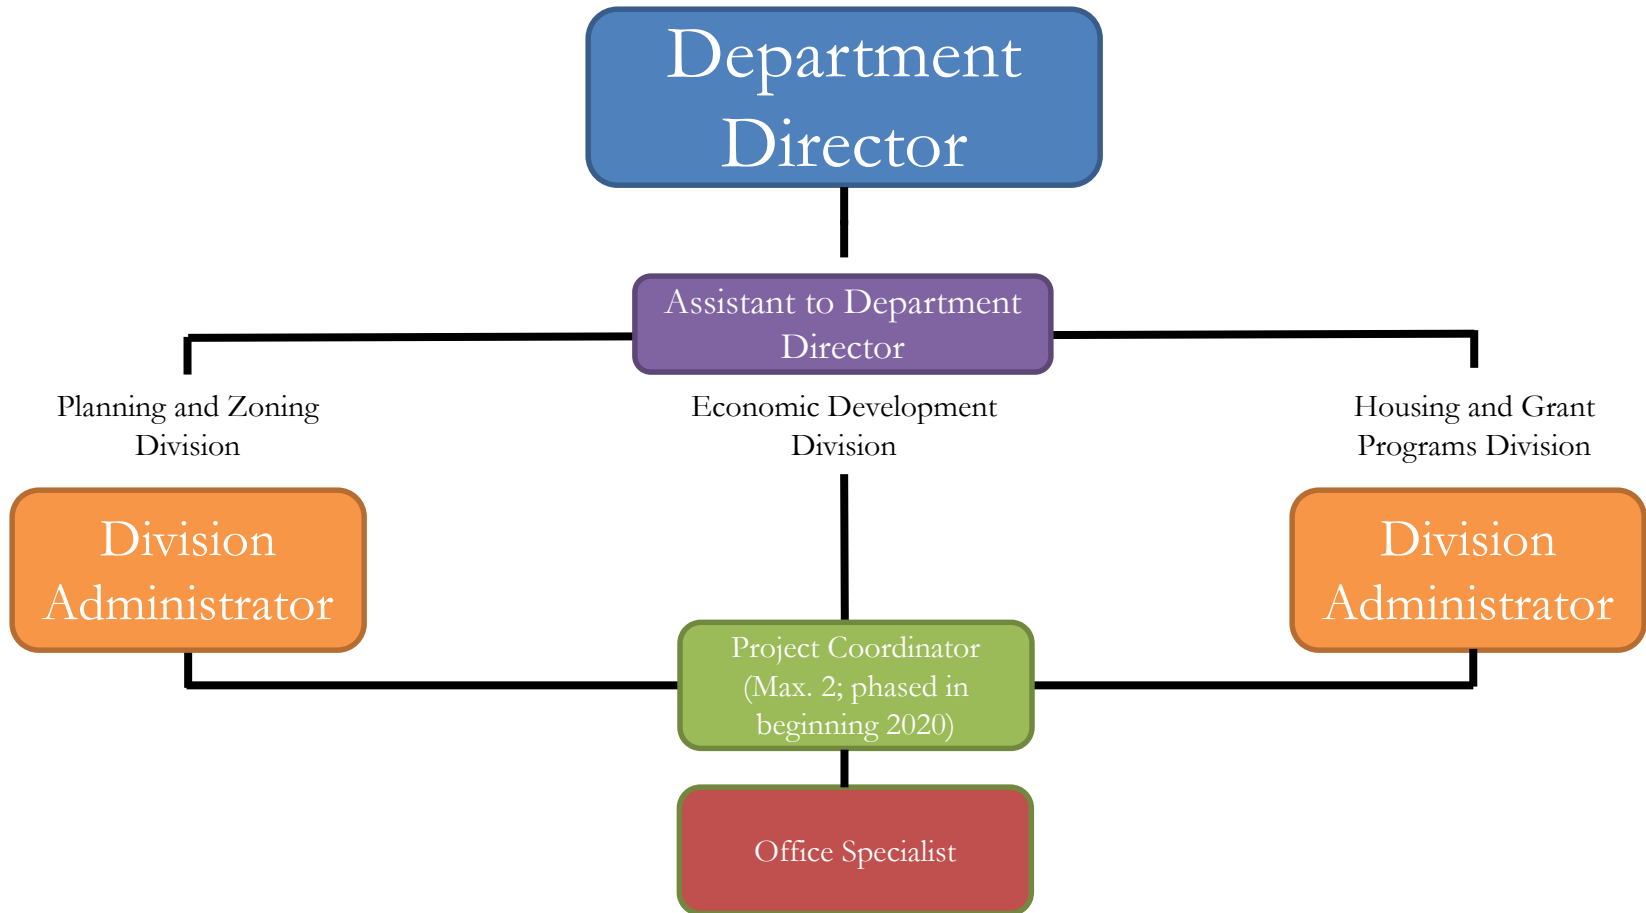 Department
Director
Assistant to Department
Director
Planning and Zoning
Division
Economic Development
Division
Housing and Grant
Programs Division
Division
Administrator
Division
Administrator
Project Coordinator
(Max. 2; phased in
beginning 2020)
Office Specialist